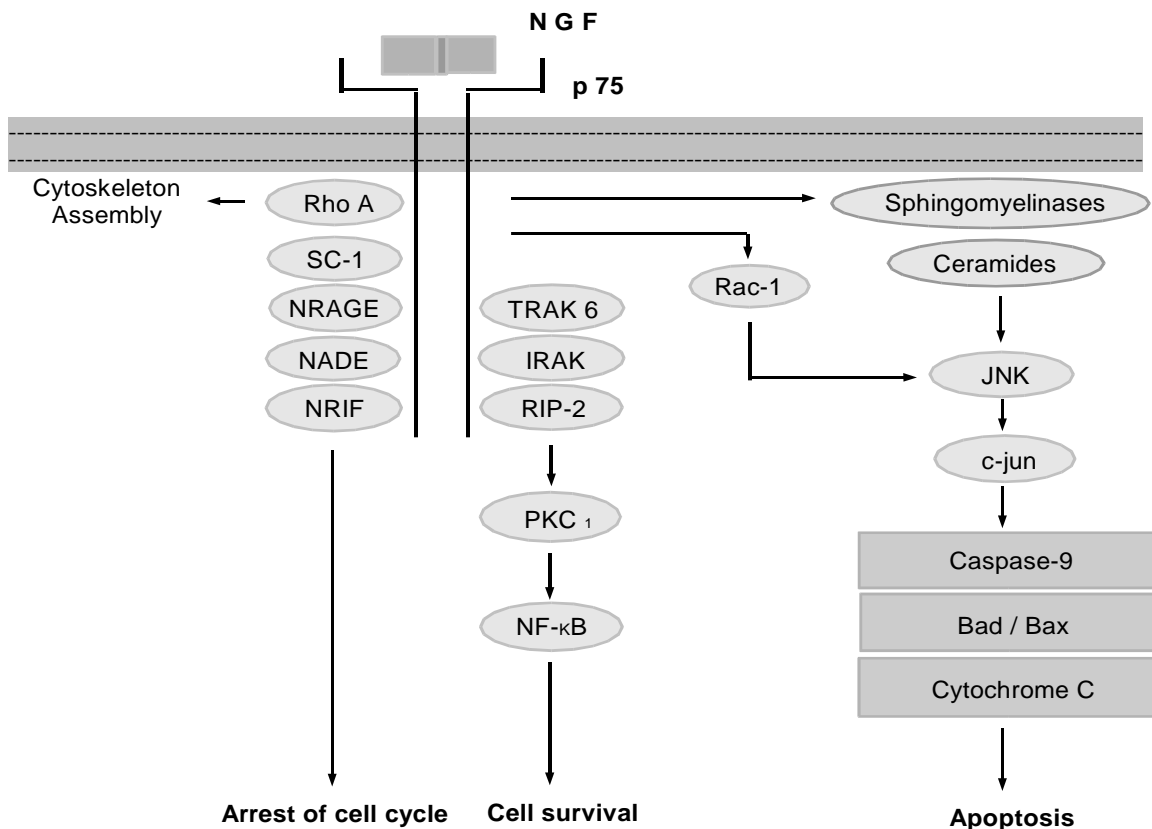 N G F
p 75
Cytoskeleton
Assembly
Rho A
Sphingomyelinases
SC-1
Ceramides
Rac-1
NRAGE
TRAK 6
NADE
IRAK
JNK
NRIF
RIP-2
c-jun
PKC 1
Caspase-9
NF-κB
Bad / Bax
Cytochrome C
Arrest of cell cycle
Cell survival
Apoptosis